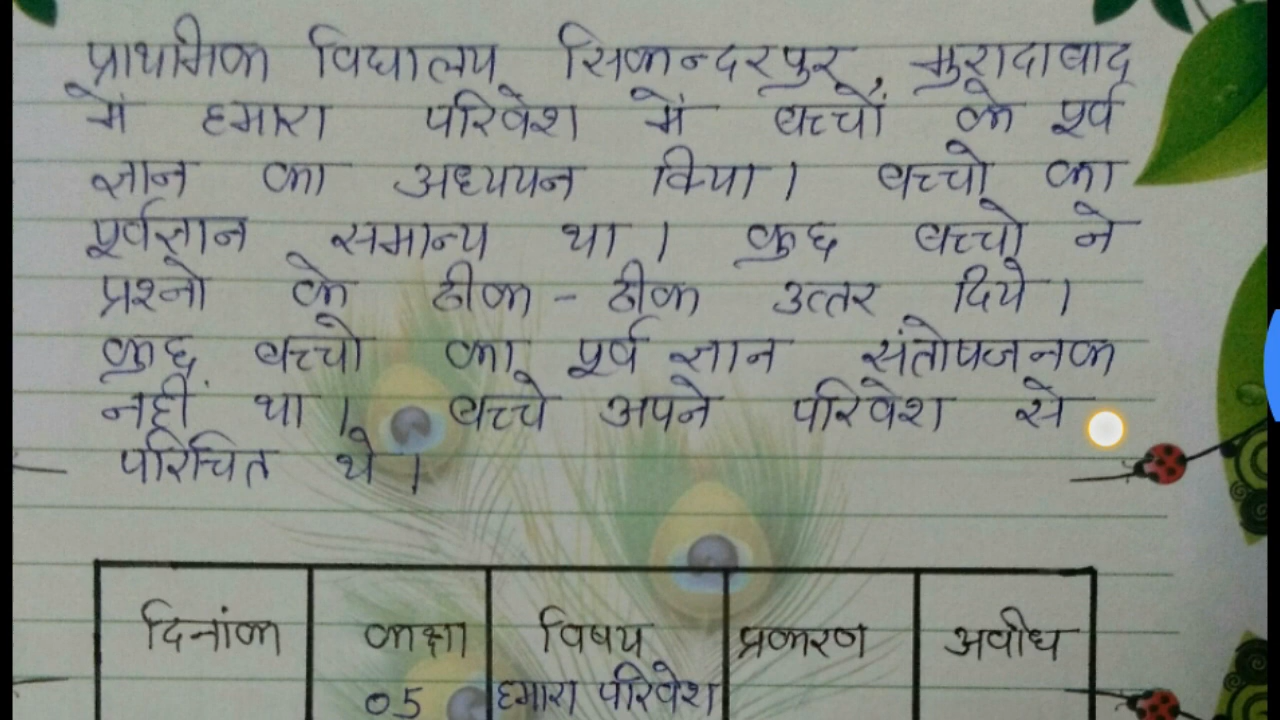 प्राथमिक विद्यालय सिकन्दरपुर, मुरादाबाद
में हमारा परिवेश में बच्चों के पूर्व
ज्ञान का अध्ययन किया। बच्चो का
पूर्वज्ञान समान्य था। कुछ बच्चो ने
प्रश्नो के ठीक - ठीक उत्तर दिये।
कुछ बच्चो का पूर्व ज्ञान संतोषजनक
नहीं था। बच्चे अपने परिवेश से
परिचित थे।
दिनांक कक्षा विषय प्रकरण अवधि
05 हमारा परिवेश